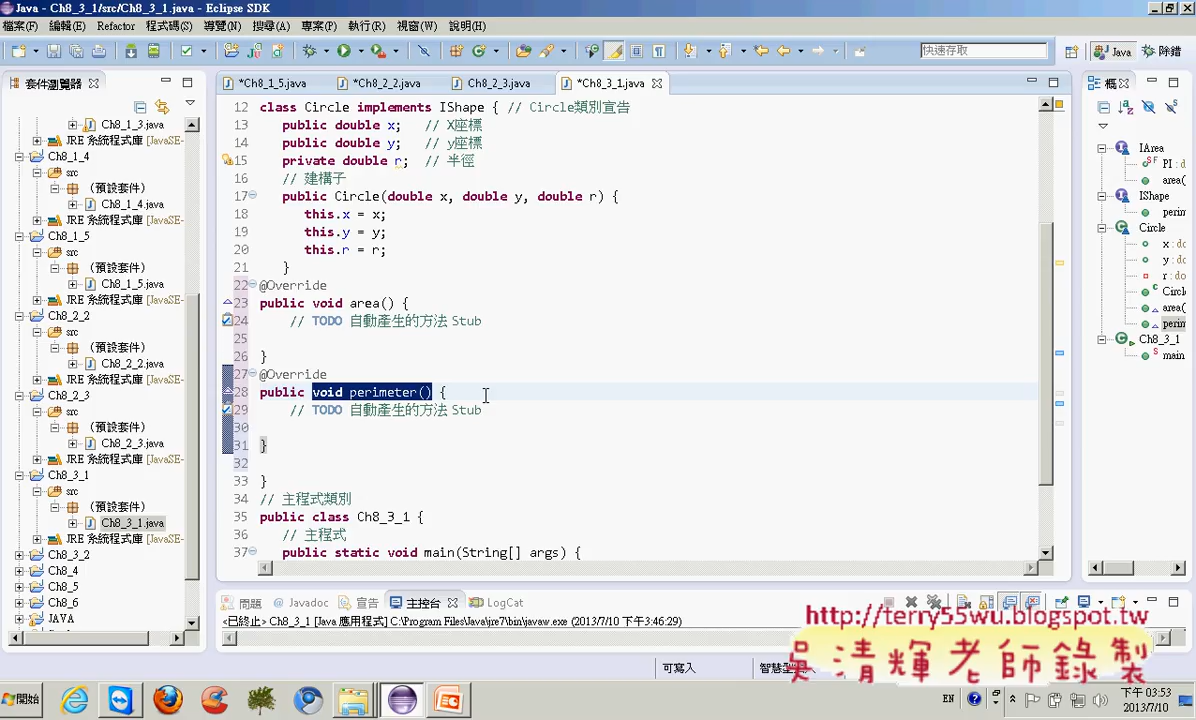 Java - Ch8_3_1/src/Ch8_3_1.java - Eclipse SDK
檔案(F) 編輯(E) Refactor 程式碼(S) 導覽(N) 搜尋(A) 專案(P) 執行(R) 視窗(W) 說明(H)
快速存取 Java 除錯
套件瀏覽器
Ch8_1_3.java
JRE 系統程式庫 [JavaSE-
Ch8_1_4
src
(預設套件)
Ch8_1_4.java
JRE 系統程式庫 [JavaSE-
Ch8_1_5
src
(預設套件)
Ch8_1_5.java
JRE 系統程式庫 [JavaSE-
Ch8_2_2
src
(預設套件)
Ch8_2_2.java
JRE 系統程式庫 [JavaSE-
Ch8_2_3
src
(預設套件)
Ch8_2_3.java
JRE 系統程式庫 [JavaSE-
Ch8_3_1
src
(預設套件)
Ch8_3_1.java
JRE 系統程式庫 [JavaSE-
Ch8_3_2
Ch8_4
Ch8_5
Ch8_6
JAVA
*Ch8_1_5.java *Ch8_2_2.java Ch8_2_3.java *Ch8_3_1.java
12 class Circle implements IShape { // Circle類別宣告
13 public double x; // X座標
14 public double y; // y座標
15 private double r; // 半徑
16 // 建構子
17 public Circle(double x, double y, double r) {
18 this.x = x;
19 this.y = y;
20 this.r = r;
21 }
22 @Override
23 public void area() {
24 // TODO 自動產生的方法 Stub
25
26 }
27 @Override
28 public void perimeter() {
29 // TODO 自動產生的方法 Stub
30
31 }
32
33 }
34 // 主程式類別
35 public class Ch8_3_1 {
36 // 主程式
37 public static void main(String[] args) {
概
IArea
PI : d
area(
IShape
perin
Circle
x : dc
y : dc
r : dc
Circl
area(
perin
Ch8_3_1
main
問題 @ Javadoc 宣告 主控台 LogCat
<已終止> Ch8_3_1 [Java 應用程式] C:\Program Files\Java\jre7\bin\javaw.exe (2013/7/10 下午3:46:29)
可寫入
http://terry55wu.blogspot.tw
吳清輝老師錄製
開始
EN
下午 03:53
2013/7/10